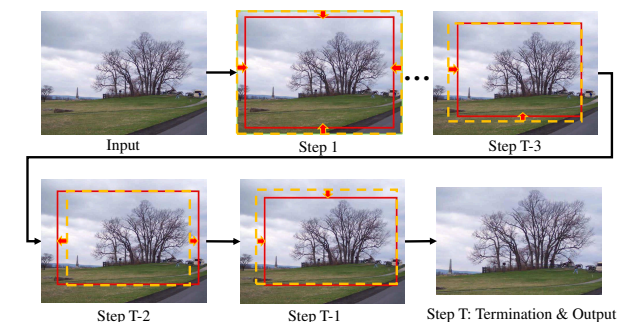 Input
Step 1
Step T-3
Step T-2
Step T-1
Step T: Termination & Output